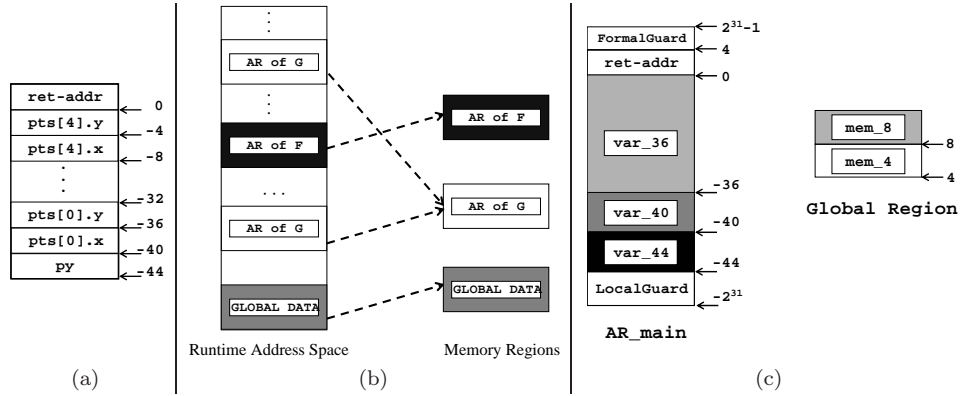 ret-addr
0
pts[4].y
-4
pts[4].x
-8
-32
pts[0].y
-36
pts[0].x
-40
py
-44
(a)
AR of G
AR of F
...
AR of G
GLOBAL DATA
Runtime Address Space
AR of F
AR of G
GLOBAL DATA
Memory Regions
(b)
2³¹-1
FormalGuard
4
ret-addr
0
var_36
-36
var_40
-40
var_44
-44
LocalGuard
-2³¹
AR_main
mem_8
8
mem_4
4
Global Region
(c)